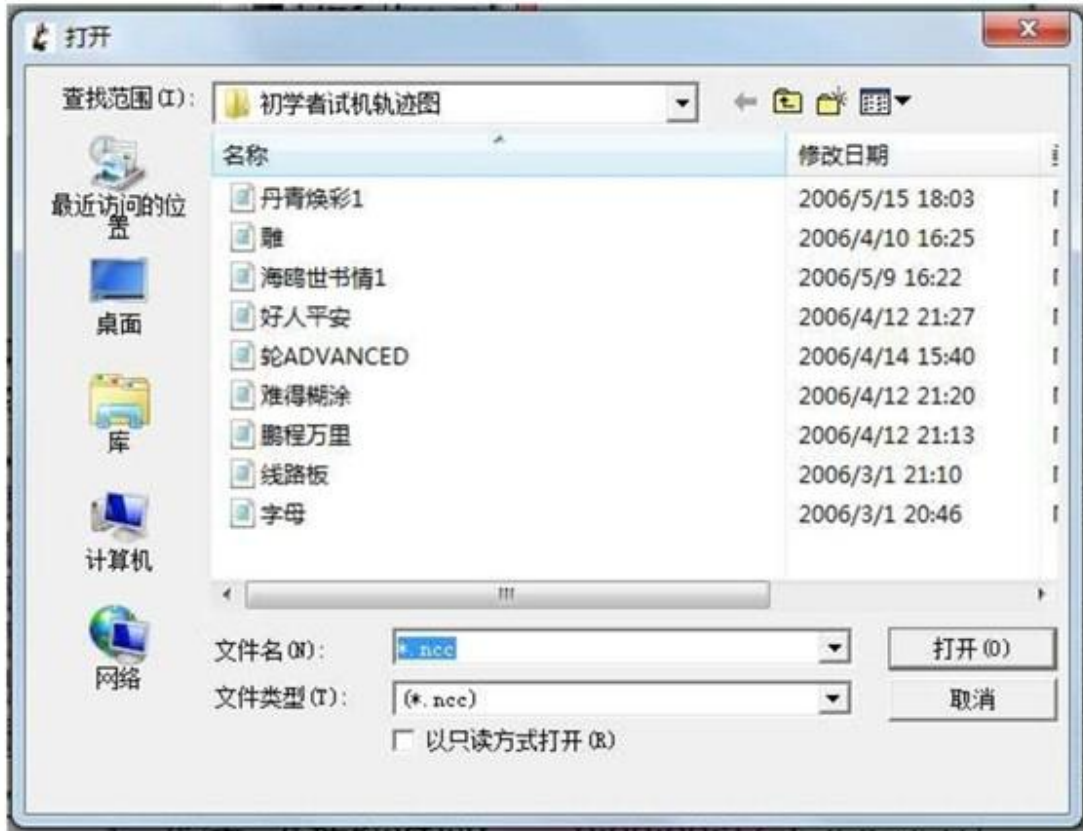 打开
查找范围(I):
初学者试机轨迹图
名称
修改日期
最近访问的位置
桌面
库
计算机
网络
丹青焕彩1
2006/5/15 18:03
雕
2006/4/10 16:25
海鸥世书情1
2006/5/9 16:22
好人平安
2006/4/12 21:27
轮ADVANCED
2006/4/14 15:40
难得糊涂
2006/4/12 21:20
鹏程万里
2006/4/12 21:13
线路板
2006/3/1 21:10
字母
2006/3/1 20:46
文件名(N):
*.ncc
打开(O)
文件类型(T):
(*.ncc)
取消
以只读方式打开(R)